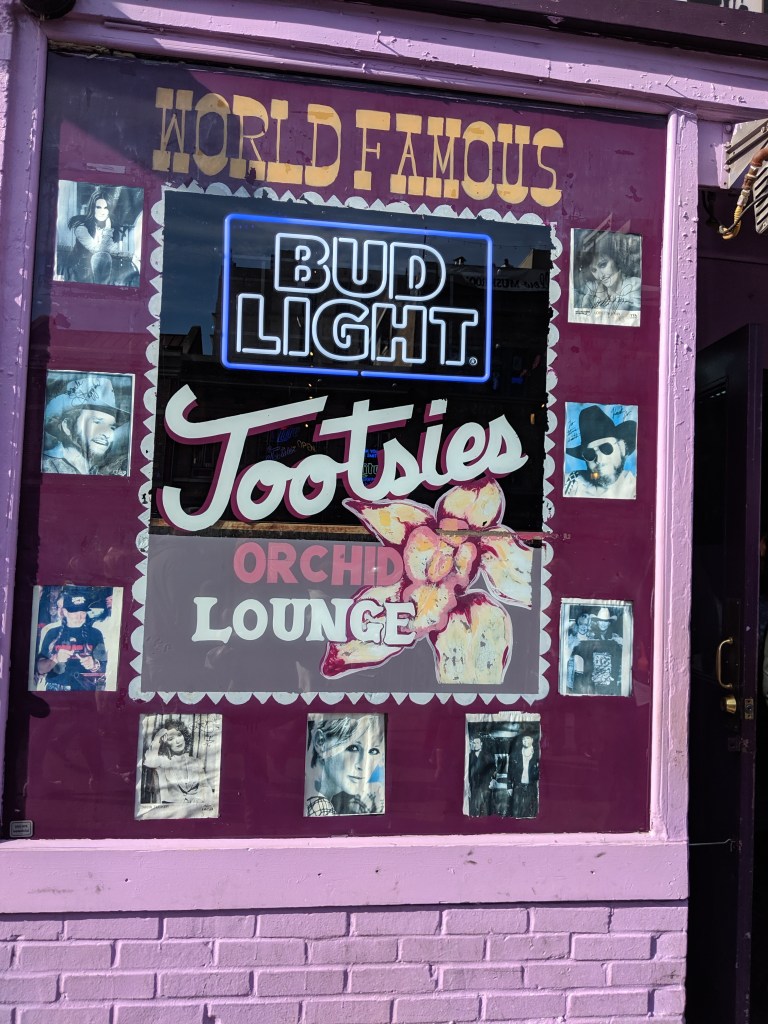 WORLD FAMOUS
BUD
LIGHT®
Tootsies
ORCHID
LOUNGE